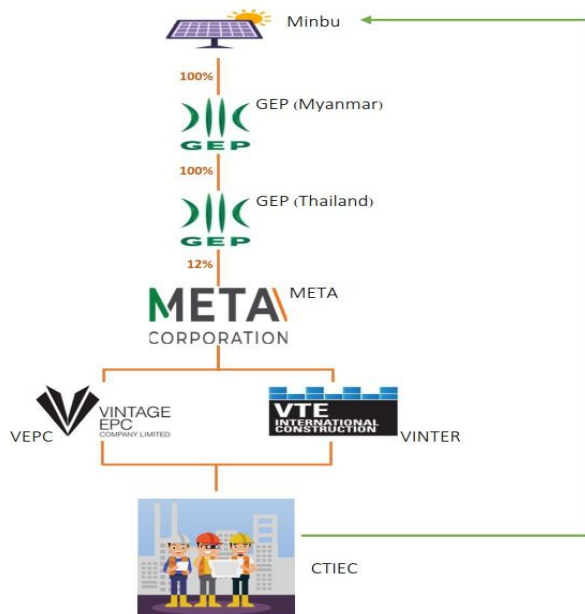 Minbu
100%
GEP (Myanmar)
GEP
100%
GEP (Thailand)
GEP
12%
META
META
CORPORATION
VINTAGE
EPC
COMPANY LIMITED
VEPC
VTE
INTERNATIONAL
CONSTRUCTION
VINTER
CTIEC